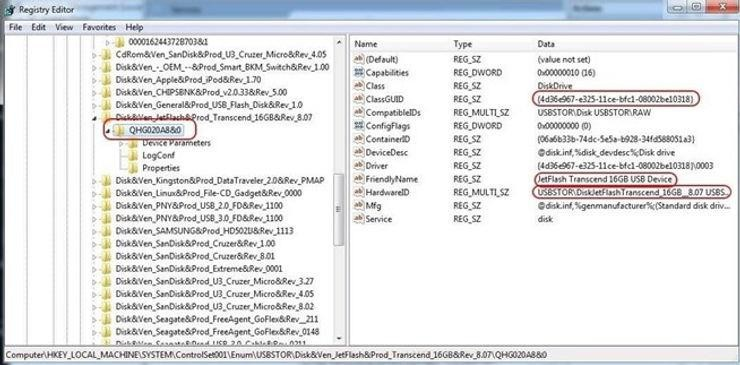 Registry Editor
File Edit View Favorites Help
000016244372B703&1
CdRom&Ven_SanDisk&Prod_U3_Cruzer_Micro&Rev_4.05
Disk&Ven_-_OEM_--&Prod_Smart_BKM_Switch&Rev_1.00
Disk&Ven_Apple&Prod_iPod&Rev_1.70
Disk&Ven_CHIPSBNK&Prod_v2.0.33&Rev_5.00
Disk&Ven_General&Prod_USB_Flash_Disk&Rev_1.0
Disk&Ven_JetFlash&Prod_Transcend_16GB&Rev_8.07
QHG020A8&0
Device Parameters
LogConf
Properties
Disk&Ven_Kingston&Prod_DataTraveler_2.0&Rev_PMAP
Disk&Ven_Linux&Prod_File-CD_Gadget&Rev_0000
Disk&Ven_PNY&Prod_USB_2.0_FD&Rev_1100
Disk&Ven_PNY&Prod_USB_3.0_FD&Rev_1100
Disk&Ven_SAMSUNG&Prod_HD502IJ&Rev_1113
Disk&Ven_SanDisk&Prod_Cruzer&Rev_1.00
Disk&Ven_SanDisk&Prod_Cruzer&Rev_8.01
Disk&Ven_SanDisk&Prod_Extreme&Rev_0001
Disk&Ven_SanDisk&Prod_U3_Cruzer_Micro&Rev_3.27
Disk&Ven_SanDisk&Prod_U3_Cruzer_Micro&Rev_4.05
Disk&Ven_SanDisk&Prod_U3_Cruzer_Micro&Rev_8.02
Disk&Ven_Seagate&Prod_FreeAgent_GoFlex&Rev__211
Disk&Ven_Seagate&Prod_FreeAgent_GoFlex&Rev_0148
Name Type Data
(Default) REG_SZ (value not set)
Capabilities REG_DWORD 0x00000010 (16)
Class REG_SZ DiskDrive
ClassGUID REG_SZ {4d36e967-e325-11ce-bfc1-08002be10318}
CompatibleIDs REG_MULTI_SZ USBSTOR\Disk USBSTOR\RAW
ConfigFlags REG_DWORD 0x00000000 (0)
ContainerID REG_SZ {06a6b33b-74dc-5e5a-b928-34fd588051a3}
DeviceDesc REG_SZ @disk.inf,%disk_devdesc%;Disk drive
Driver REG_SZ {4d36e967-e325-11ce-bfc1-08002be10318}\0003
FriendlyName REG_SZ JetFlash Transcend 16GB USB Device
HardwareID REG_MULTI_SZ USBSTOR\DiskJetFlashTranscend_16GB__8.07 USBS...
Mfg REG_SZ @disk.inf,%genmanufacturer%;(Standard disk driv...
Service REG_SZ disk
Computer\HKEY_LOCAL_MACHINE\SYSTEM\ControlSet001\Enum\USBSTOR\Disk&Ven_JetFlash&Prod_Transcend_16GB&Rev_8.07\QHG020A8&0